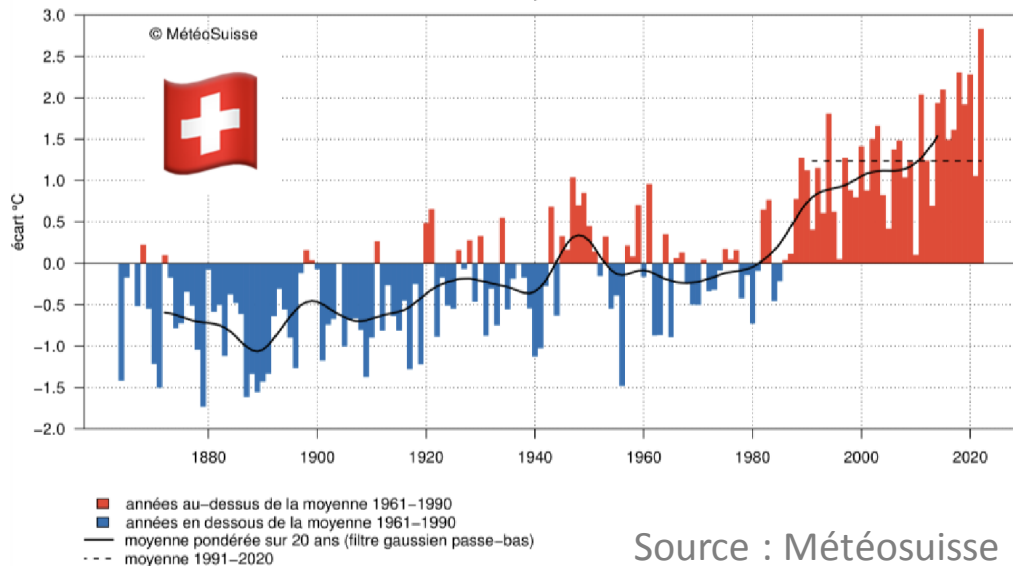 3.0
© MétéoSuisse
2.5
2.0
1.5
1.0
0.5
0.0
−0.5
−1.0
−1.5
−2.0
écart °C
1880 1900 1920 1940 1960 1980 2000 2020
années au−dessus de la moyenne 1961−1990
années en dessous de la moyenne 1961−1990
moyenne pondérée sur 20 ans (filtre gaussien passe−bas)
moyenne 1991−2020
Source : Météosuisse